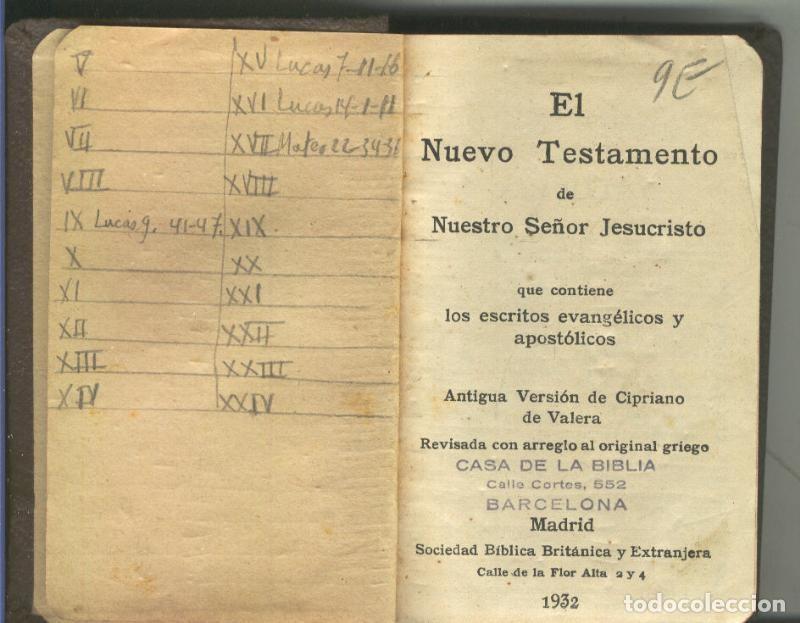 V
VI
VII
VIII
IX Lucas 9. 41-47.
X
XI
XII
XIII
XIV
XV Lucas 7-11-16
XVI Lucas 14-1-11
XVII Mateo 22-34-
XVIII
XIX
XX
XXI
XXII
XXIII
XXIV
9E
El
Nuevo Testamento
de
Nuestro Señor Jesucristo
que contiene
los escritos evangélicos y
apostólicos
Antigua Versión de Cipriano
de Valera
Revisada con arreglo al original griego
CASA DE LA BIBLIA
Calle Cortes, 552
BARCELONA
Madrid
Sociedad Bíblica Británica y Extranjera
Calle de la Flor Alta 2 y 4
1932
todocoleccion